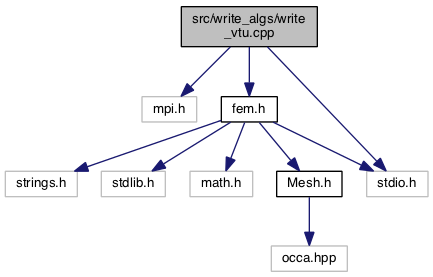 src/write_algs/write
_vtu.cpp
mpi.h
fem.h
strings.h
stdlib.h
math.h
Mesh.h
stdio.h
occa.hpp